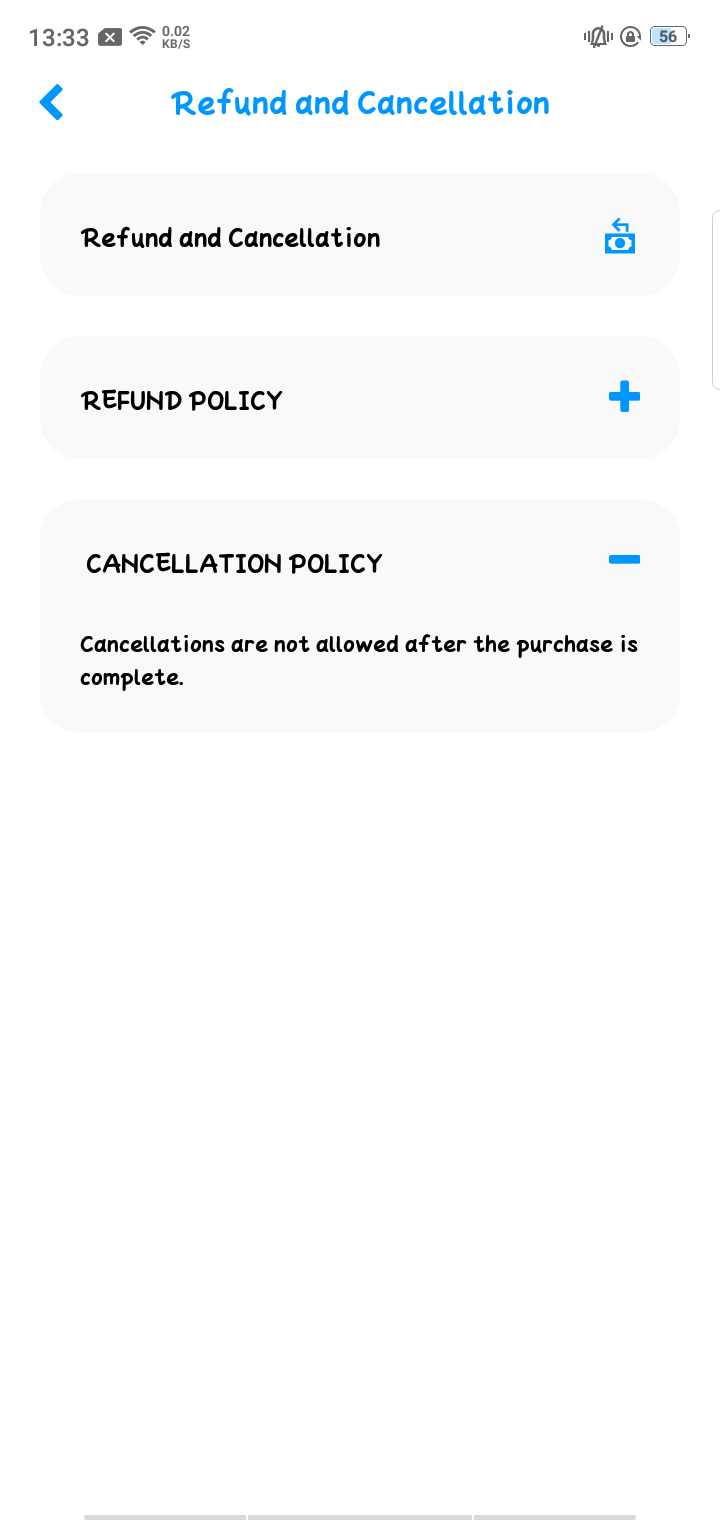 13:33
0.02
KB/S
56
Refund and Cancellation
Refund and Cancellation
REFUND POLICY
CANCELLATION POLICY
Cancellations are not allowed after the purchase is
complete.